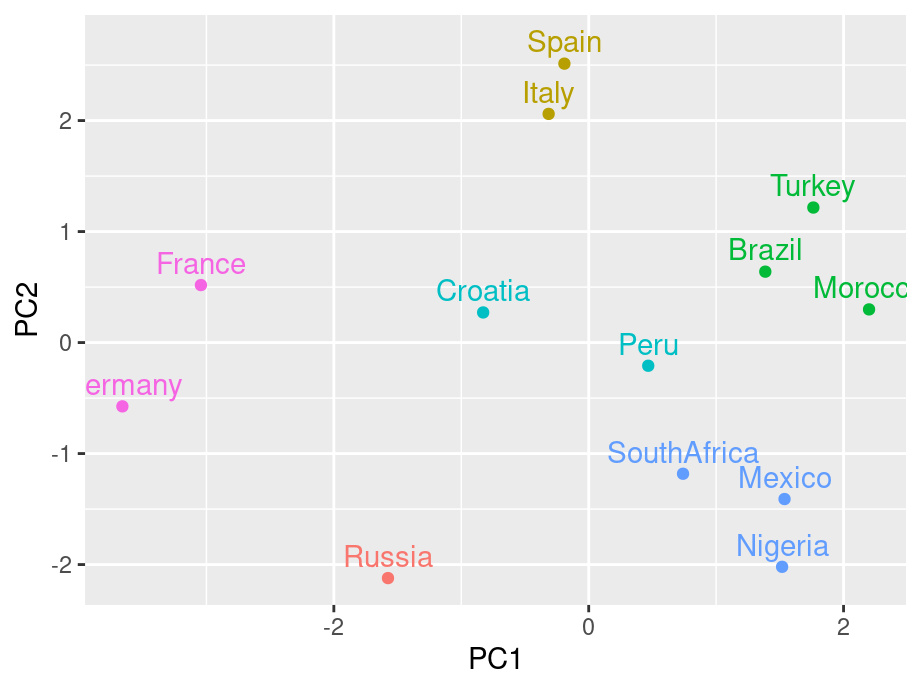 Spain
Italy
2
Turkey
1
Brazil
France
Morocc
Croatia
PC2
0
Peru
ermany
-1
SouthAfrica
Mexico
Nigeria
Russia
-2
-2
0
2
PC1